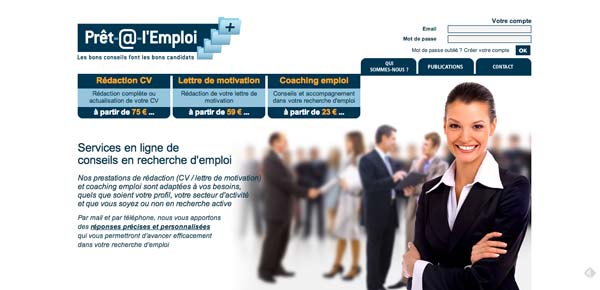 Prêt-@-l'Emploi
Les bons conseils font les bons candidats
Votre compte
Email
Mot de passe
Mot de passe oublié ? Créer votre compte OK
QUI
SOMMES-NOUS ?
PUBLICATIONS
CONTACT
Rédaction CV
Rédaction complète ou
actualisation de votre CV
à partir de 75 € ...
Lettre de motivation
Rédaction de votre lettre de
motivation
à partir de 59 € ...
Coaching emploi
Conseils et accompagnement
dans votre recherche d'emploi
à partir de 23 € ...
Services en ligne de
conseils en recherche d'emploi
Nos prestations de rédaction (CV / lettre de motivation)
et coaching emploi sont adaptées à vos besoins,
quels que soient votre profil, votre secteur d'activité
et que vous soyez ou non en recherche active
Par mail et par téléphone, nous vous apportons
des réponses précises et personnalisées
qui vous permettront d'avancer efficacement
dans votre recherche d'emploi